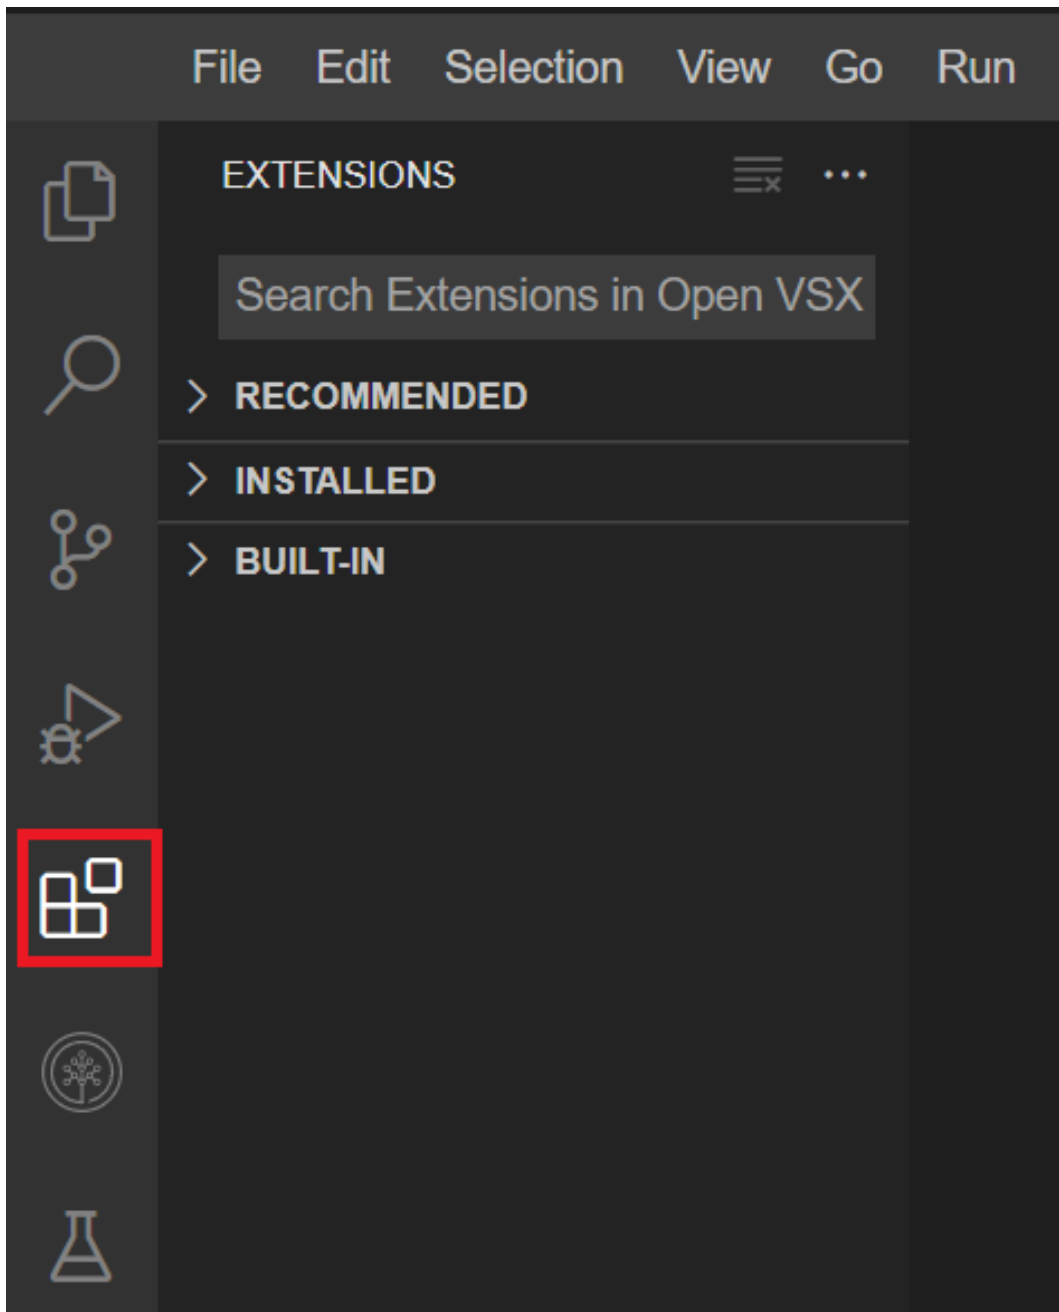 File Edit Selection View Go Run
EXTENSIONS
Search Extensions in Open VSX
RECOMMENDED
INSTALLED
BUILT-IN